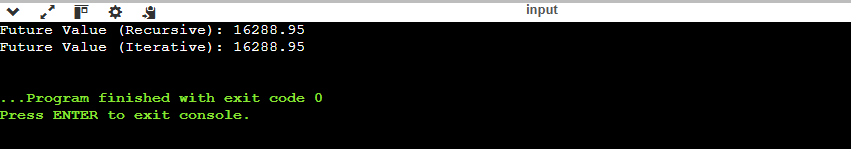 input
Future Value (Recursive): 16288.95
Future Value (Iterative): 16288.95
...Program finished with exit code 0
Press ENTER to exit console.